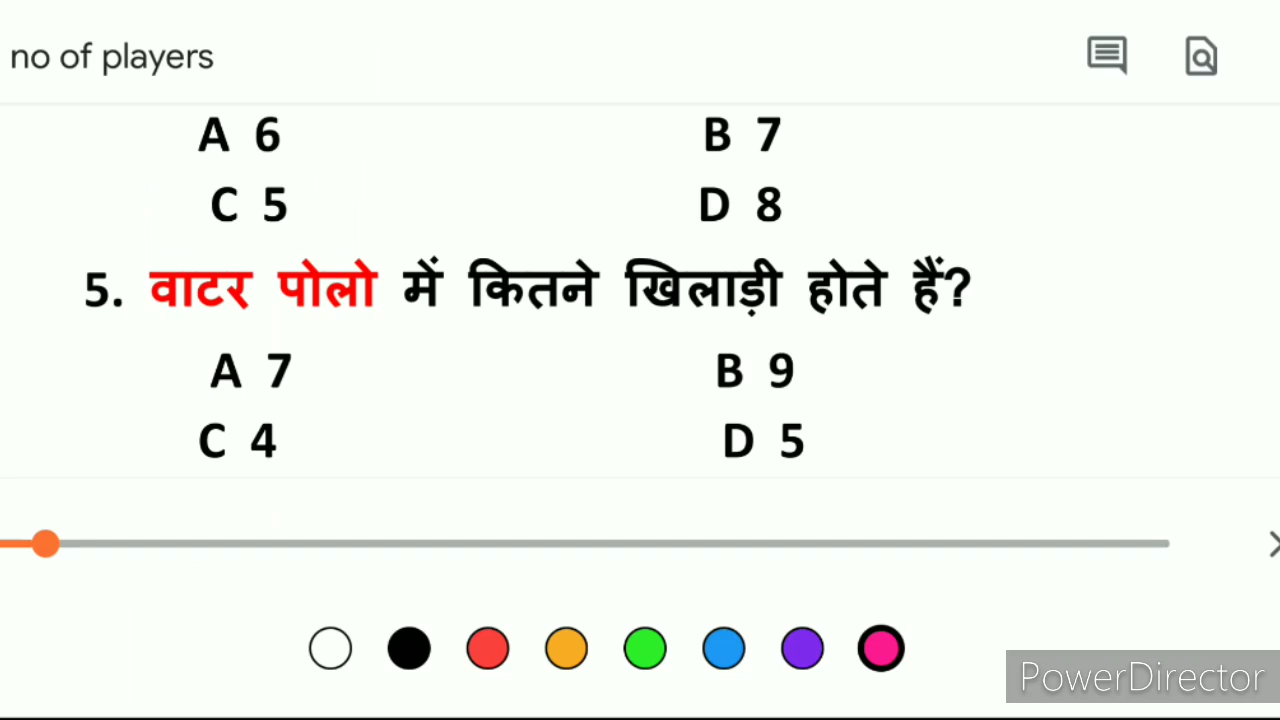 no of players
A 6 B 7
C 5 D 8
5. वाटर पोलो में कितने खिलाड़ी होते हैं?
A 7 B 9
C 4 D 5
PowerDirector